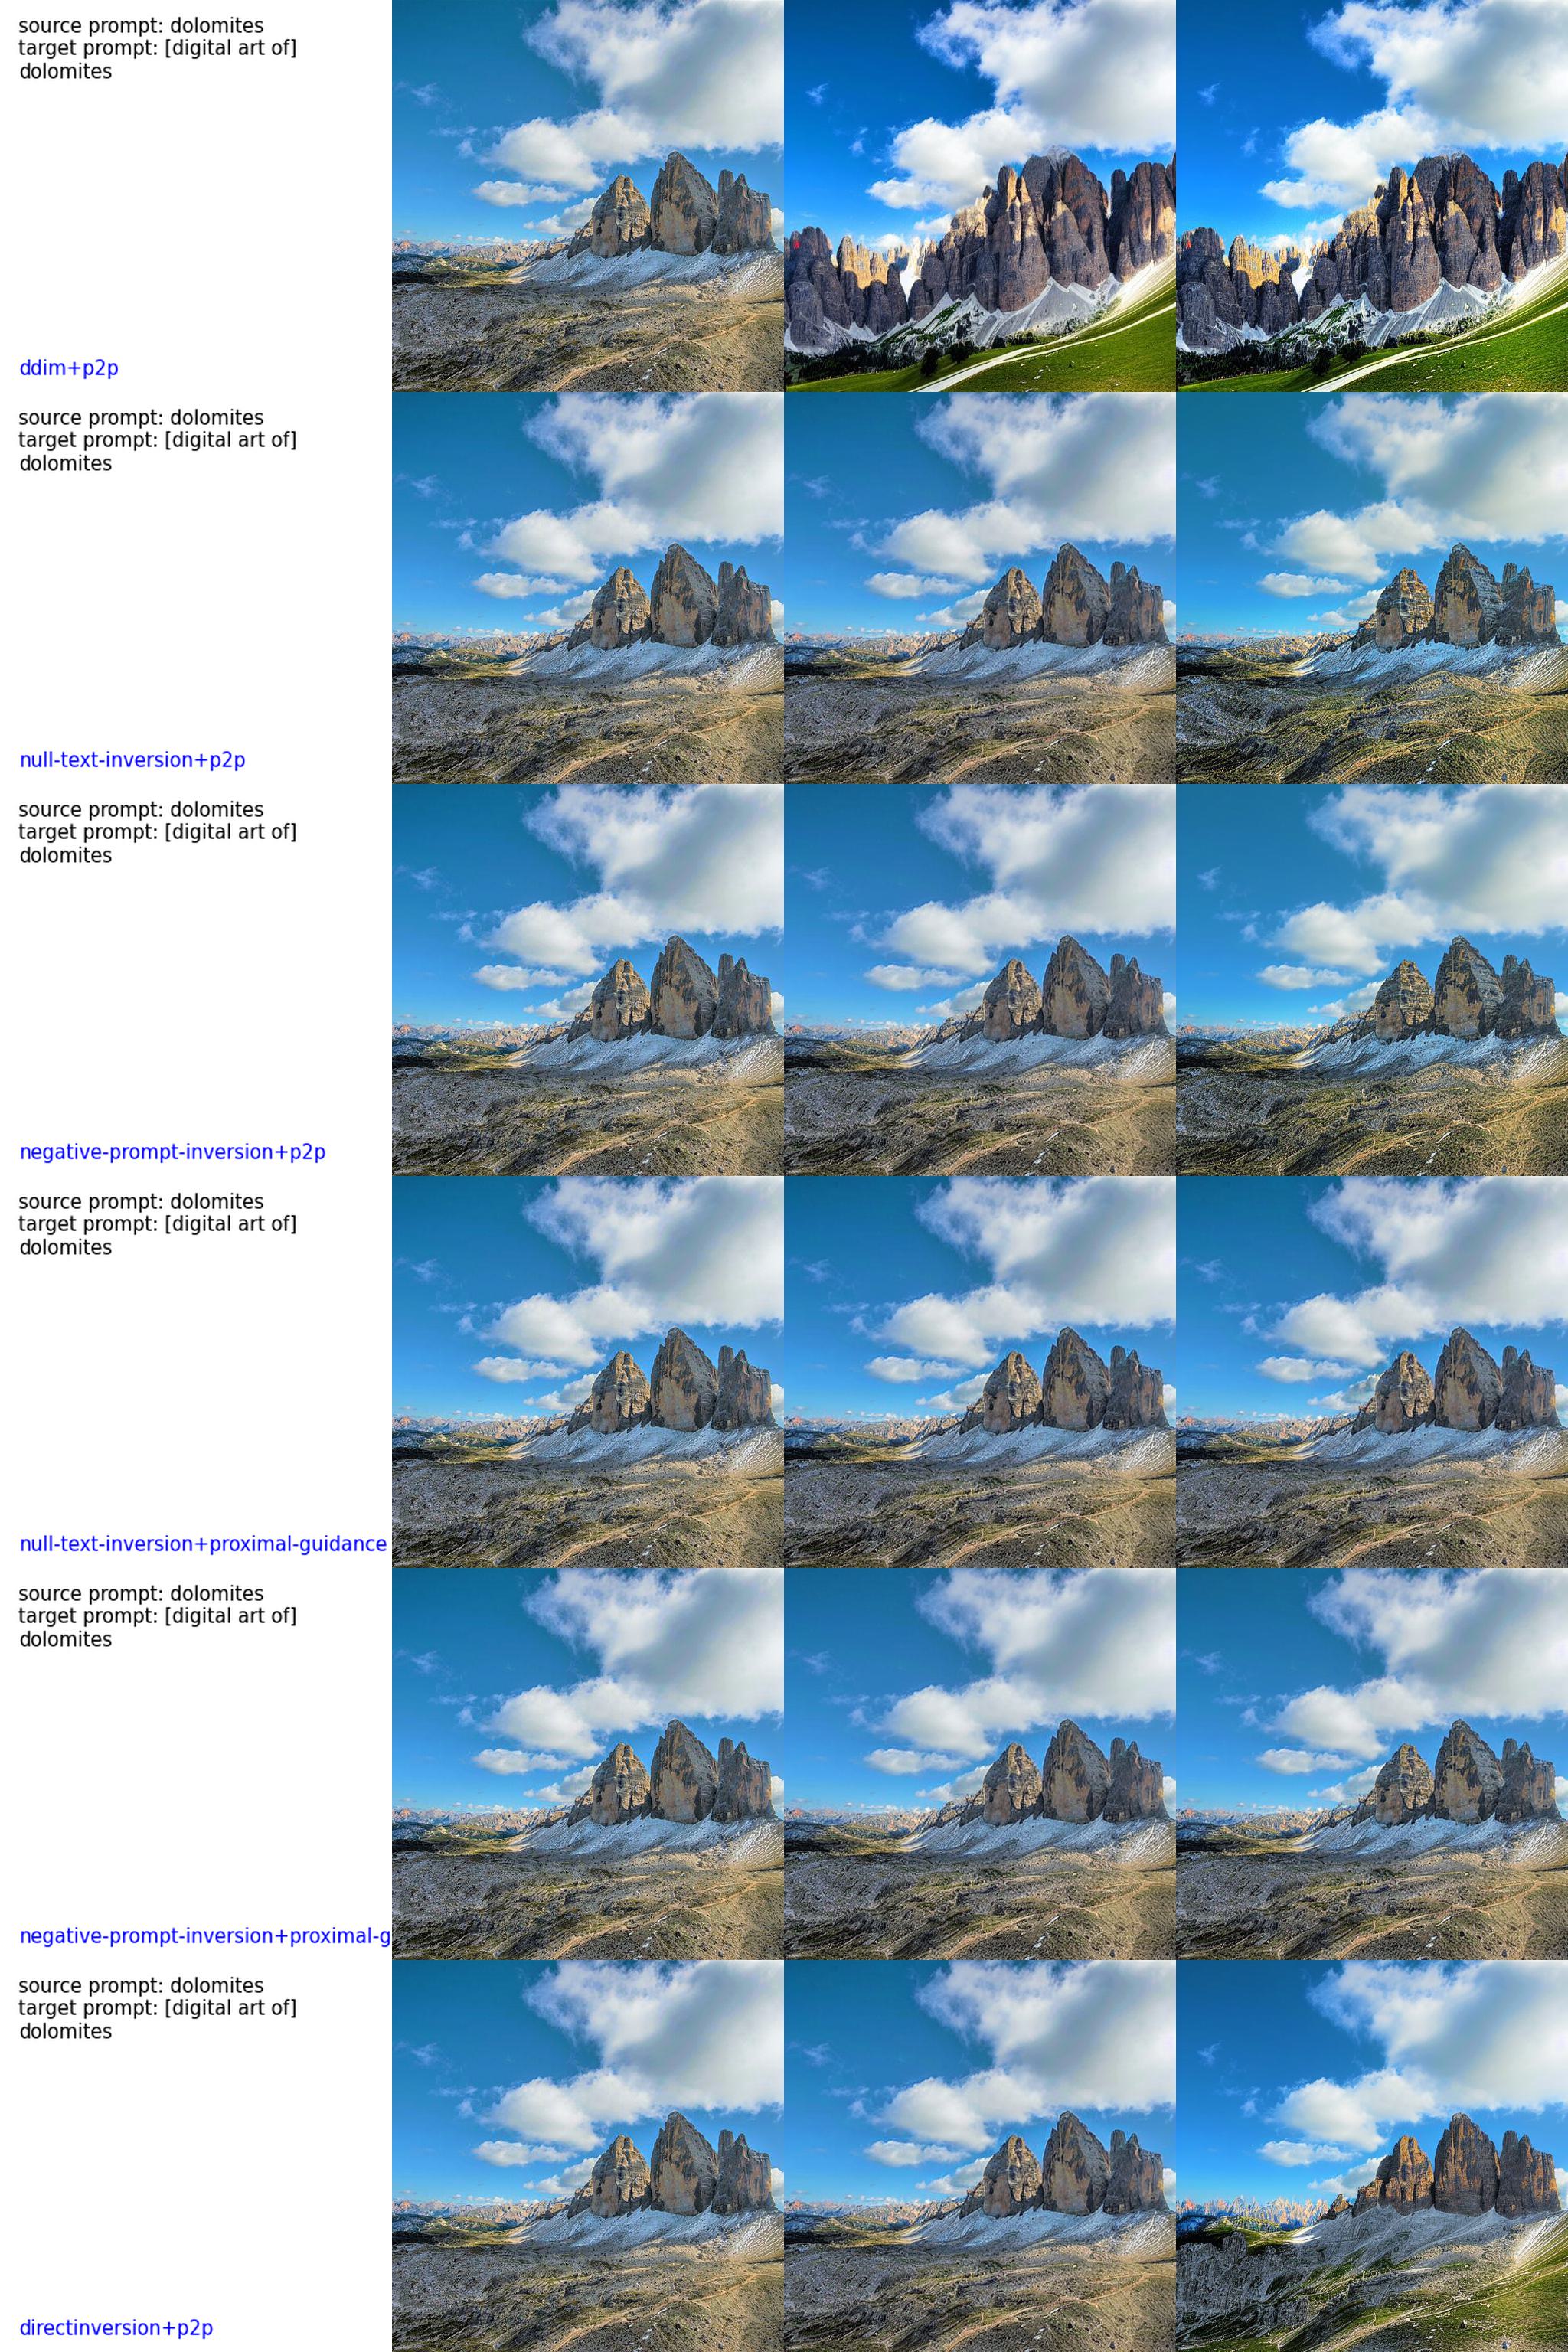 source prompt: dolomites
target prompt: [digital art of]
dolomites
ddim+p2p
source prompt: dolomites
target prompt: [digital art of]
dolomites
null-text-inversion+p2p
source prompt: dolomites
target prompt: [digital art of]
dolomites
negative-prompt-inversion+p2p
source prompt: dolomites
target prompt: [digital art of]
dolomites
null-text-inversion+proximal-guidance
source prompt: dolomites
target prompt: [digital art of]
dolomites
negative-prompt-inversion+proximal-g
source prompt: dolomites
target prompt: [digital art of]
dolomites
directinversion+p2p